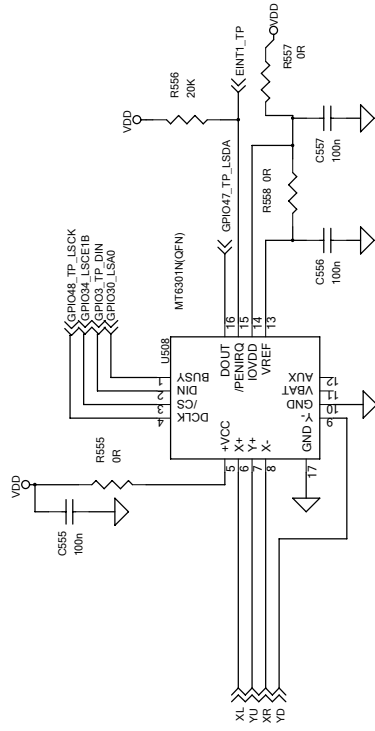 VDD
R557
0R
EINT1_TP
R556
20K
VDD
GPIO47_TP_LSDA
R558 0R
C557
100n
C556
100n
GPIO48_TP_LSCK
GPIO34_LSCE1B
GPIO3_TP_DIN
GPIO30_LSA0
MT6301N(QFN)
U508
16 DOUT
15 /PENIRQ
14 IOVDD
13 VREF
1 BUSY
2 DIN
3 /CS
4 DCLK
12 AUX
11 VBAT
10 GND
9 Y-
5 +VCC
6 X+
7 Y+
8 X-
17 GND
R555
0R
VDD
C555
100n
XL
YU
XR
YD